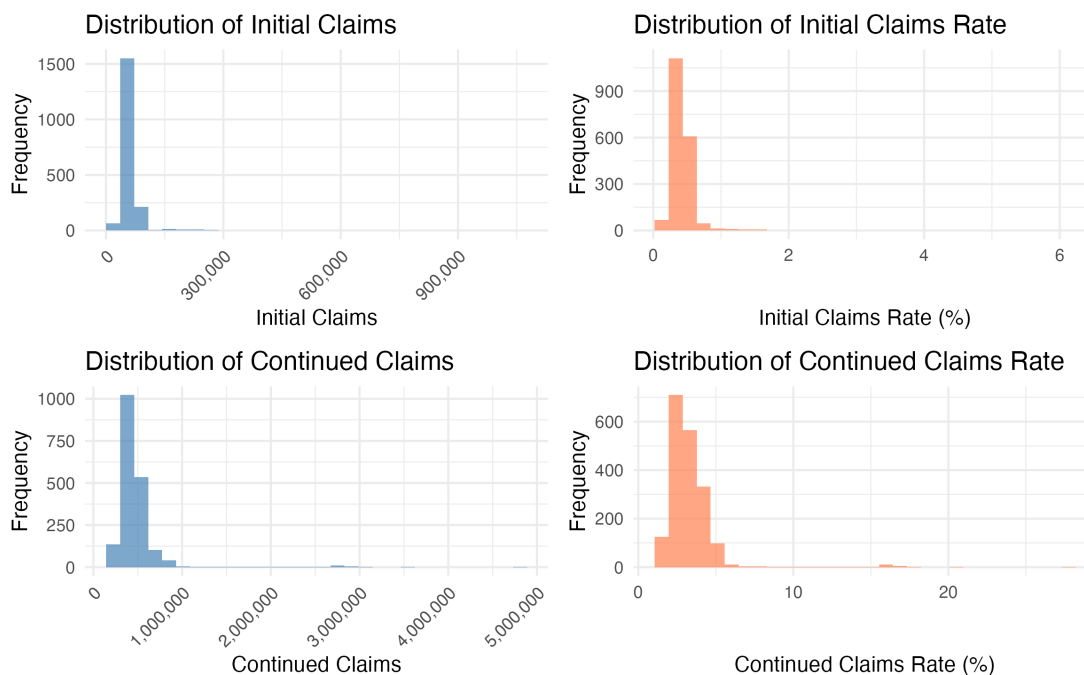 Distribution of Initial Claims
Frequency
1500
1000
500
0
0
300,000
600,000
900,000
Initial Claims
Distribution of Initial Claims Rate
Frequency
900
600
300
0
0
2
4
6
Initial Claims Rate (%)
Distribution of Continued Claims
Frequency
1000
750
500
250
0
0
1,000,000
2,000,000
3,000,000
4,000,000
5,000,000
Continued Claims
Distribution of Continued Claims Rate
Frequency
600
400
200
0
0
10
20
Continued Claims Rate (%)